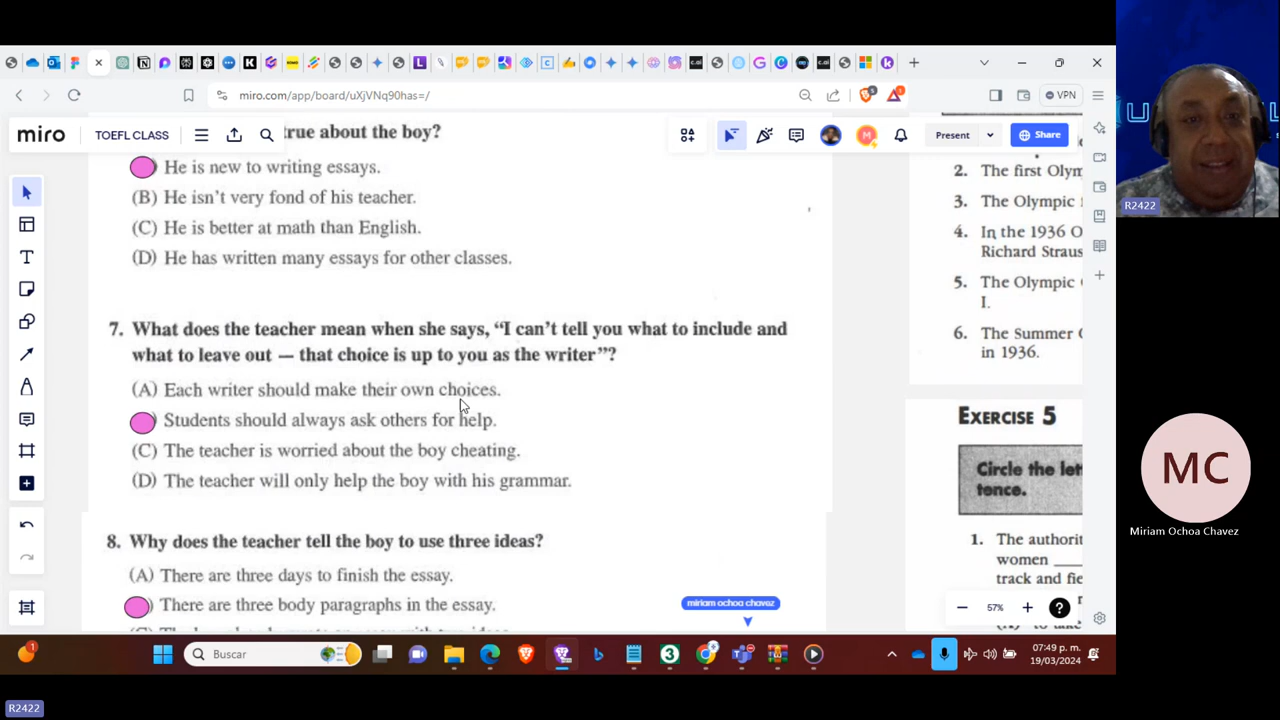 miro.com/app/board/uXjVNq90has=/
VPN
miro
TOEFL CLASS
Present
Share
true about the boy?
He is new to writing essays.
(B) He isn't very fond of his teacher.
(C) He is better at math than English.
(D) He has written many essays for other classes.
7. What does the teacher mean when she says, “I can't tell you what to include and
what to leave out — that choice is up to you as the writer”?
(A) Each writer should make their own choices.
Students should always ask others for help.
(C) The teacher is worried about the boy cheating.
(D) The teacher will only help the boy with his grammar.
8. Why does the teacher tell the boy to use three ideas?
(A) There are three days to finish the essay.
There are three body paragraphs in the essay.
miriam ochoa chavez
2. The first Olym
3. The Olympic
4. In the 1936 O
Richard Straus
5. The Olympic
I.
6. The Summer
in 1936.
EXERCISE 5
Circle the let
tence.
1. The authorit
women
track and fie
57%
R2422
MC
Miriam Ochoa Chavez
Buscar
07:49 p. m.
19/03/2024
R2422